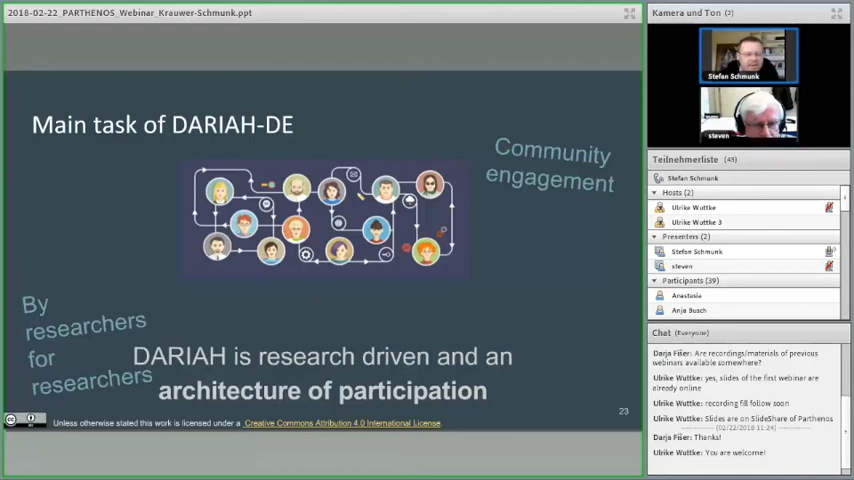 2018-02-22_PARTHENOS_Webinar_Krauwer-Schmunk.ppt
Main task of DARIAH-DE
Community
engagement
By
researchers
for
researchers
DARIAH is research driven and an
architecture of participation
23
Unless otherwise stated this work is licensed under a Creative Commons Attribution 4.0 International License.
Kamera und Ton (2)
Stefan Schmunk
steven
Teilnehmerliste (43)
Stefan Schmunk
Hosts (2)
Ulrike Wuttke
Ulrike Wuttke 3
Presenters (2)
Stefan Schmunk
steven
Participants (39)
Anastasia
Anja Busch
Chat (Everyone)
Darja Fišer: Are recordings/materials of previous
webinars available somewhere?
Ulrike Wuttke: yes, slides of the first webinar are
already online
Ulrike Wuttke: recording fill follow soon
Ulrike Wuttke: Slides are on SlideShare of Parthenos
(02/22/2018 11:24)
Darja Fišer: Thanks!
Ulrike Wuttke: You are welcome!